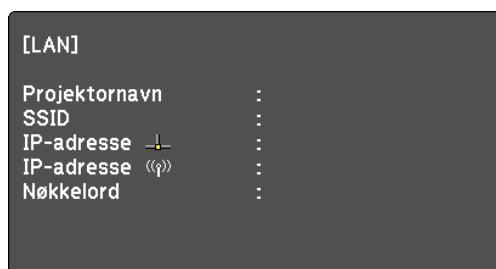 [LAN]
Projektornavn :
SSID :
IP-adresse :
IP-adresse :
Nøkkelord :